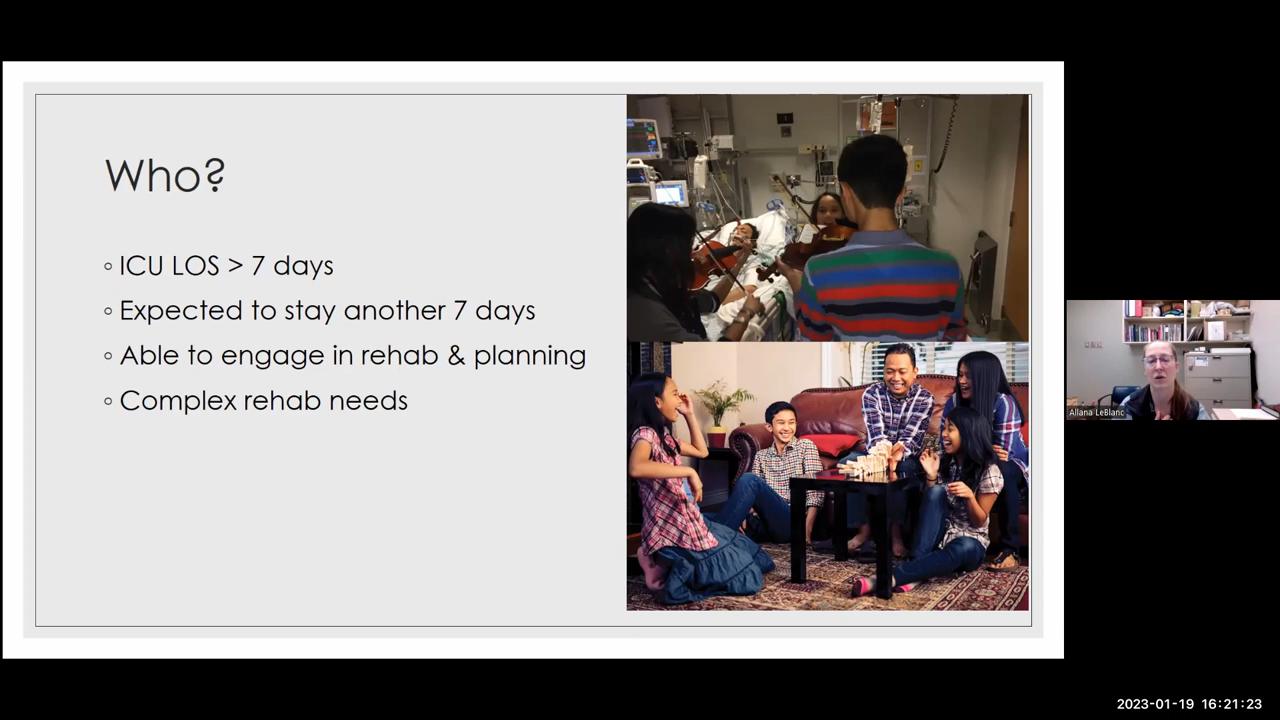 Who?
◦ ICU LOS > 7 days
◦ Expected to stay another 7 days
◦ Able to engage in rehab & planning
◦ Complex rehab needs
Allana LeBlanc
2023-01-19 16:21:23